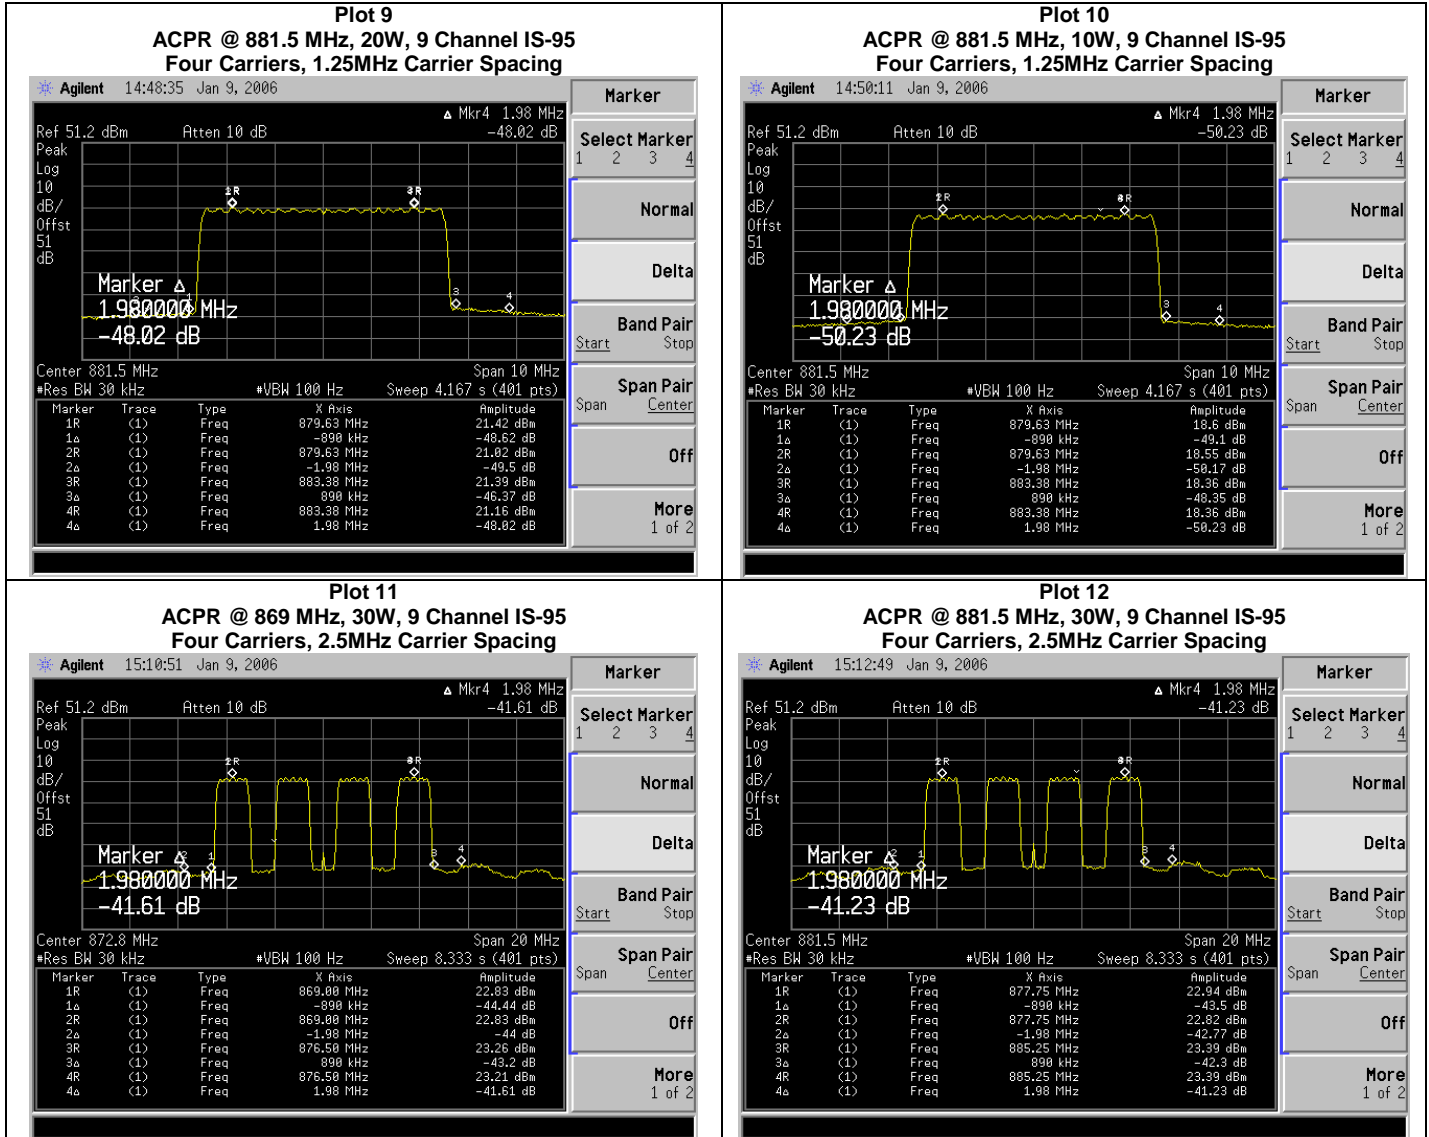 Plot 9
ACPR @ 881.5 MHz, 20W, 9 Channel IS-95
Four Carriers, 1.25MHz Carrier Spacing
Agilent 14:48:35 Jan 9, 2006
Marker
Δ Mkr4 1.98 MHz
Ref 51.2 dBm Atten 10 dB -48.02 dB
Peak
Log
10
dB/
Offst
51
dB
1R 3R
Marker Δ
1.980000 MHz
-48.02 dB
3 4
Center 881.5 MHz Span 10 MHz
#Res BW 30 kHz #VBW 100 Hz Sweep 4.167 s (401 pts)
Marker Trace Type X Axis Amplitude
1R (1) Freq 879.63 MHz 21.42 dBm
1Δ (1) Freq -890 kHz -48.62 dB
2R (1) Freq 879.63 MHz 21.02 dBm
2Δ (1) Freq -1.98 MHz -49.5 dB
3R (1) Freq 883.38 MHz 21.39 dBm
3Δ (1) Freq 890 kHz -46.37 dB
4R (1) Freq 883.38 MHz 21.16 dBm
4Δ (1) Freq 1.98 MHz -48.02 dB
Select Marker
1 2 3 4
Normal
Delta
Band Pair
Start Stop
Span Pair
Span Center
Off
More
1 of 2
Plot 10
ACPR @ 881.5 MHz, 10W, 9 Channel IS-95
Four Carriers, 1.25MHz Carrier Spacing
Agilent 14:50:11 Jan 9, 2006
Marker
Δ Mkr4 1.98 MHz
Ref 51.2 dBm Atten 10 dB -50.23 dB
Peak
Log
10
dB/
Offst
51
dB
Marker Δ
1.980000 MHz
-50.23 dB
3 4
Center 881.5 MHz Span 10 MHz
#Res BW 30 kHz #VBW 100 Hz Sweep 4.167 s (401 pts)
Marker Trace Type X Axis Amplitude
1R (1) Freq 879.63 MHz 18.6 dBm
1Δ (1) Freq -890 kHz -49.1 dB
2R (1) Freq 879.63 MHz 18.55 dBm
2Δ (1) Freq -1.98 MHz -50.17 dB
3R (1) Freq 883.38 MHz 18.36 dBm
3Δ (1) Freq 890 kHz -48.35 dB
4R (1) Freq 883.38 MHz 18.36 dBm
4Δ (1) Freq 1.98 MHz -50.23 dB
Select Marker
1 2 3 4
Normal
Delta
Band Pair
Start Stop
Span Pair
Span Center
Off
More
1 of 2
Plot 11
ACPR @ 869 MHz, 30W, 9 Channel IS-95
Four Carriers, 2.5MHz Carrier Spacing
Agilent 15:10:51 Jan 9, 2006
Marker
Δ Mkr4 1.98 MHz
Ref 51.2 dBm Atten 10 dB -41.61 dB
Peak
Log
10
dB/
Offst
51
dB
Marker Δ 2 1
1.980000 MHz
-41.61 dB
3 4
Center 872.8 MHz Span 20 MHz
#Res BW 30 kHz #VBW 100 Hz Sweep 8.333 s (401 pts)
Marker Trace Type X Axis Amplitude
1R (1) Freq 869.00 MHz 22.83 dBm
1Δ (1) Freq -890 kHz -44.44 dB
2R (1) Freq 869.00 MHz 22.83 dBm
2Δ (1) Freq -1.98 MHz -44 dB
3R (1) Freq 876.50 MHz 23.26 dBm
3Δ (1) Freq 890 kHz -43.2 dB
4R (1) Freq 876.50 MHz 23.21 dBm
4Δ (1) Freq 1.98 MHz -41.61 dB
Select Marker
1 2 3 4
Normal
Delta
Band Pair
Start Stop
Span Pair
Span Center
Off
More
1 of 2
Plot 12
ACPR @ 881.5 MHz, 30W, 9 Channel IS-95
Four Carriers, 2.5MHz Carrier Spacing
Agilent 15:12:49 Jan 9, 2006
Marker
Δ Mkr4 1.98 MHz
Ref 51.2 dBm Atten 10 dB -41.23 dB
Peak
Log
10
dB/
Offst
51
dB
Marker Δ 2 1
1.980000 MHz
-41.23 dB
3 4
Center 881.5 MHz Span 20 MHz
#Res BW 30 kHz #VBW 100 Hz Sweep 8.333 s (401 pts)
Marker Trace Type X Axis Amplitude
1R (1) Freq 877.75 MHz 22.94 dBm
1Δ (1) Freq -890 kHz -43.5 dB
2R (1) Freq 877.75 MHz 22.82 dBm
2Δ (1) Freq -1.98 MHz -42.77 dB
3R (1) Freq 885.25 MHz 23.39 dBm
3Δ (1) Freq 890 kHz -42.3 dB
4R (1) Freq 885.25 MHz 23.39 dBm
4Δ (1) Freq 1.98 MHz -41.23 dB
Select Marker
1 2 3 4
Normal
Delta
Band Pair
Start Stop
Span Pair
Span Center
Off
More
1 of 2